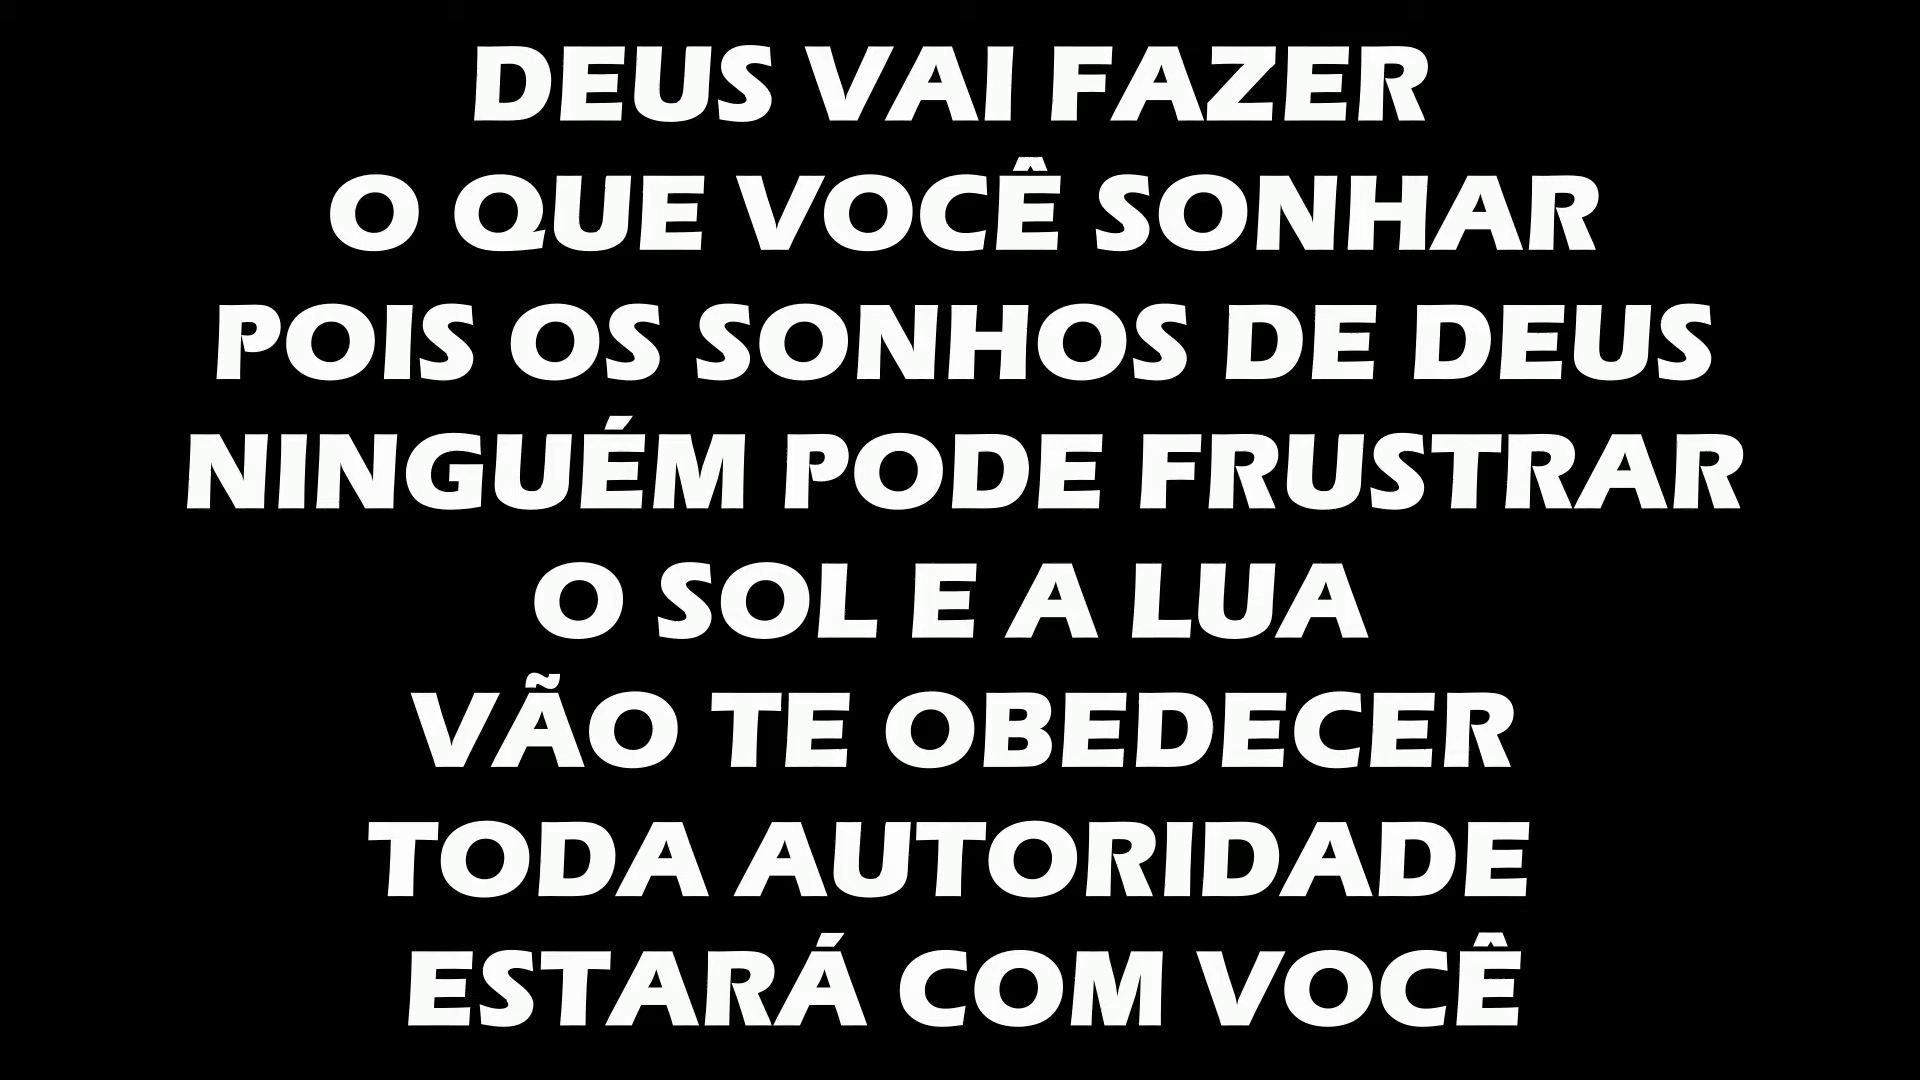 DEUS VAI FAZER
O QUE VOCÊ SONHAR
POIS OS SONHOS DE DEUS
NINGUÉM PODE FRUSTRAR
O SOL E A LUA
VÃO TE OBEDECER
TODA AUTORIDADE
ESTARÁ COM VOCÊ